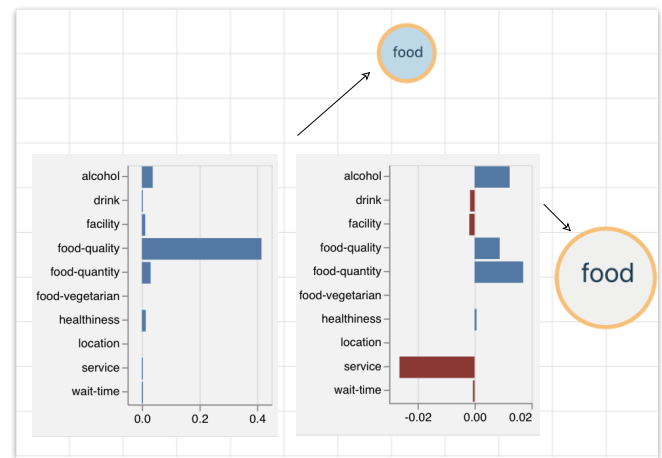 food
alcohol
drink
facility
food-quality
food-quantity
food-vegetarian
healthiness
location
service
wait-time
0.0 0.2 0.4
alcohol
drink
facility
food-quality
food-quantity
food-vegetarian
healthiness
location
service
wait-time
-0.02 0.00 0.02
food